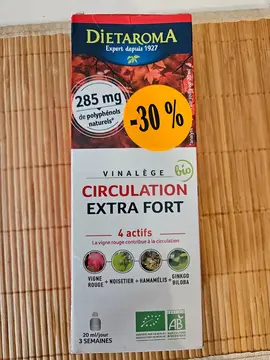 DIETAROMA
Expert depuis 1927
285 mg
de polyphénols
naturels*
-30 %
VINALÈGE bio
CIRCULATION
EXTRA FORT
4 actifs
La vigne rouge contribue à la circulation
VIGNE ROUGE + NOISETIER + HAMAMÉLIS + GINKGO BILOBA
20 ml/jour
3 SEMAINES
AB